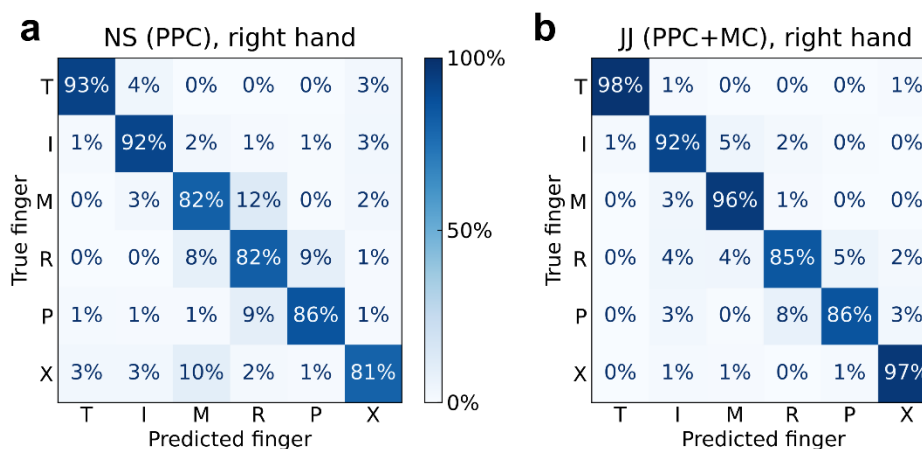 a
NS (PPC), right hand
True finger
T 93% 4% 0% 0% 0% 3%
I 1% 92% 2% 1% 1% 3%
M 0% 3% 82% 12% 0% 2%
R 0% 0% 8% 82% 9% 1%
P 1% 1% 1% 9% 86% 1%
X 3% 3% 10% 2% 1% 81%
T I M R P X
Predicted finger
100%
50%
0%
b
JJ (PPC+MC), right hand
True finger
T 98% 1% 0% 0% 0% 1%
I 1% 92% 5% 2% 0% 0%
M 0% 3% 96% 1% 0% 0%
R 0% 4% 4% 85% 5% 2%
P 0% 3% 0% 8% 86% 3%
X 0% 1% 1% 0% 1% 97%
T I M R P X
Predicted finger